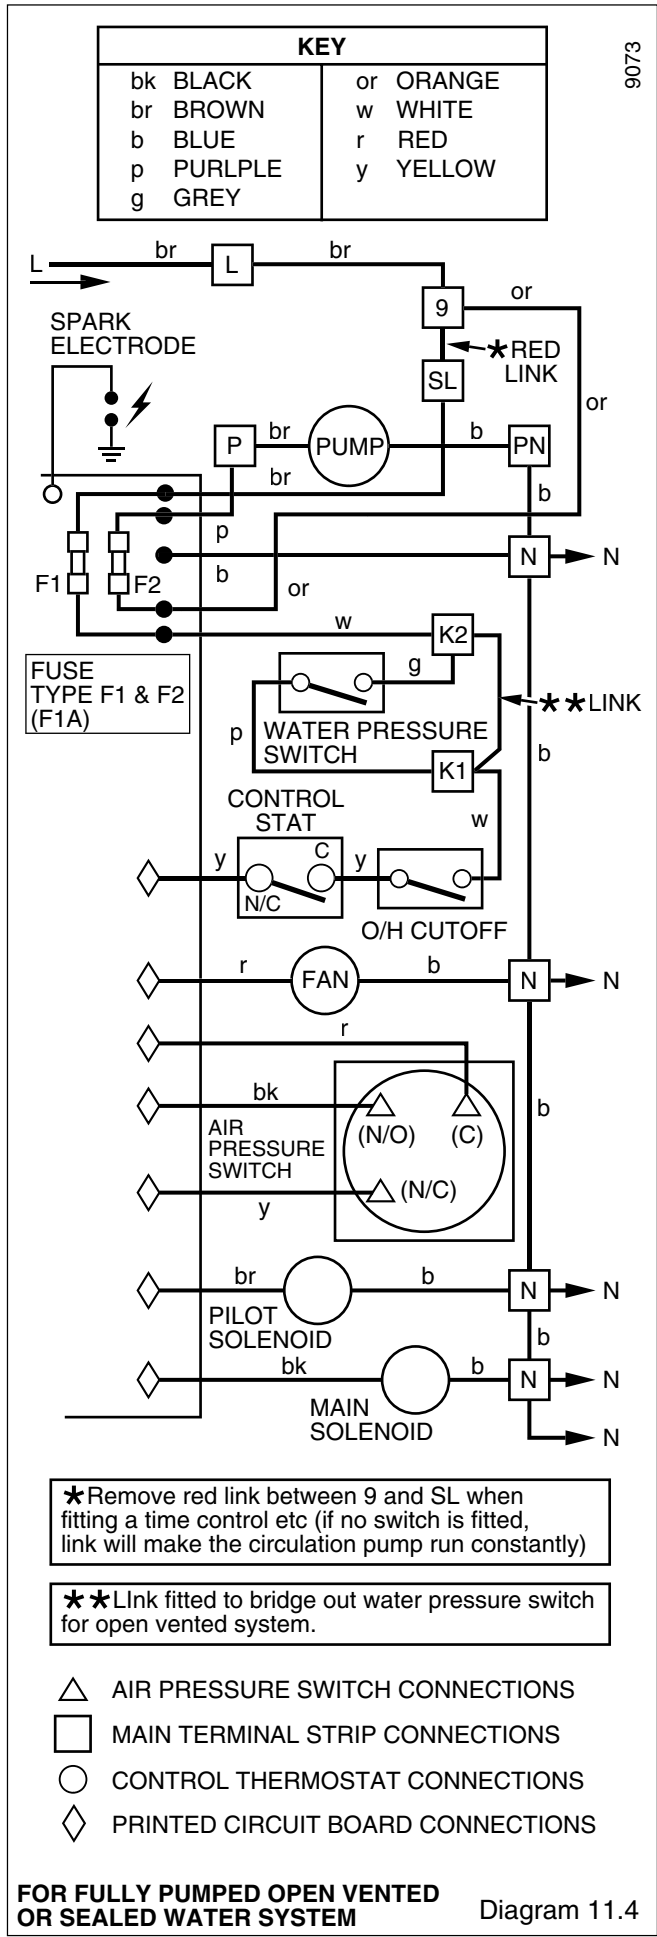 9073
KEY
bk BLACK
br BROWN
b BLUE
p PURLPLE
g GREY
or ORANGE
w WHITE
r RED
y YELLOW
L br L br
9 or
SPARK
ELECTRODE
★RED
LINK
SL
or
P br PUMP b PN
br
b
p
N N
b
F1 F2
or
w K2
FUSE
TYPE F1 & F2
(F1A)
g
★★LINK
p
WATER PRESSURE
SWITCH
b
K1
CONTROL
STAT
w
y C y
N/C
O/H CUTOFF
r FAN b N N
r
bk
(N/O) (C)
b
AIR
PRESSURE
SWITCH
(N/C)
y
br b N N
PILOT
SOLENOID
b
bk b N N
MAIN
SOLENOID
N
★Remove red link between 9 and SL when
fitting a time control etc (if no switch is fitted,
link will make the circulation pump run constantly)
★★LInk fitted to bridge out water pressure switch
for open vented system.
AIR PRESSURE SWITCH CONNECTIONS
MAIN TERMINAL STRIP CONNECTIONS
CONTROL THERMOSTAT CONNECTIONS
PRINTED CIRCUIT BOARD CONNECTIONS
FOR FULLY PUMPED OPEN VENTED
OR SEALED WATER SYSTEM
Diagram 11.4